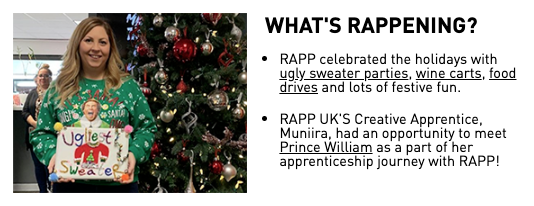 WHAT'S RAPPENING?
RAPP celebrated the holidays with
ugly sweater parties, wine carts, food
drives and lots of festive fun.
RAPP UK'S Creative Apprentice,
Muniira, had an opportunity to meet
Prince William as a part of her
apprenticeship journey with RAPP!
Ugliest
Sweater